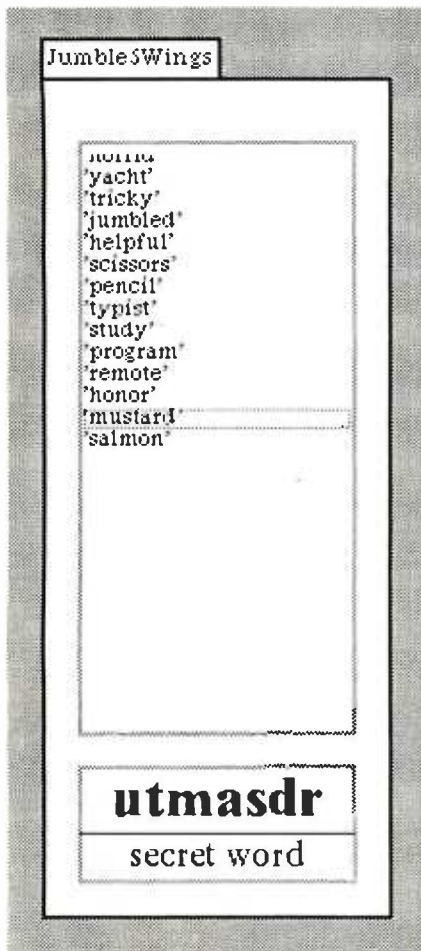 JumbleSWings
'yacht'
'tricky'
'jumbled'
'helpful'
'scissors'
'pencil'
'typist'
'study'
'program'
'remote'
'honor'
'mustard'
'salmon'
utmasdr
secret word